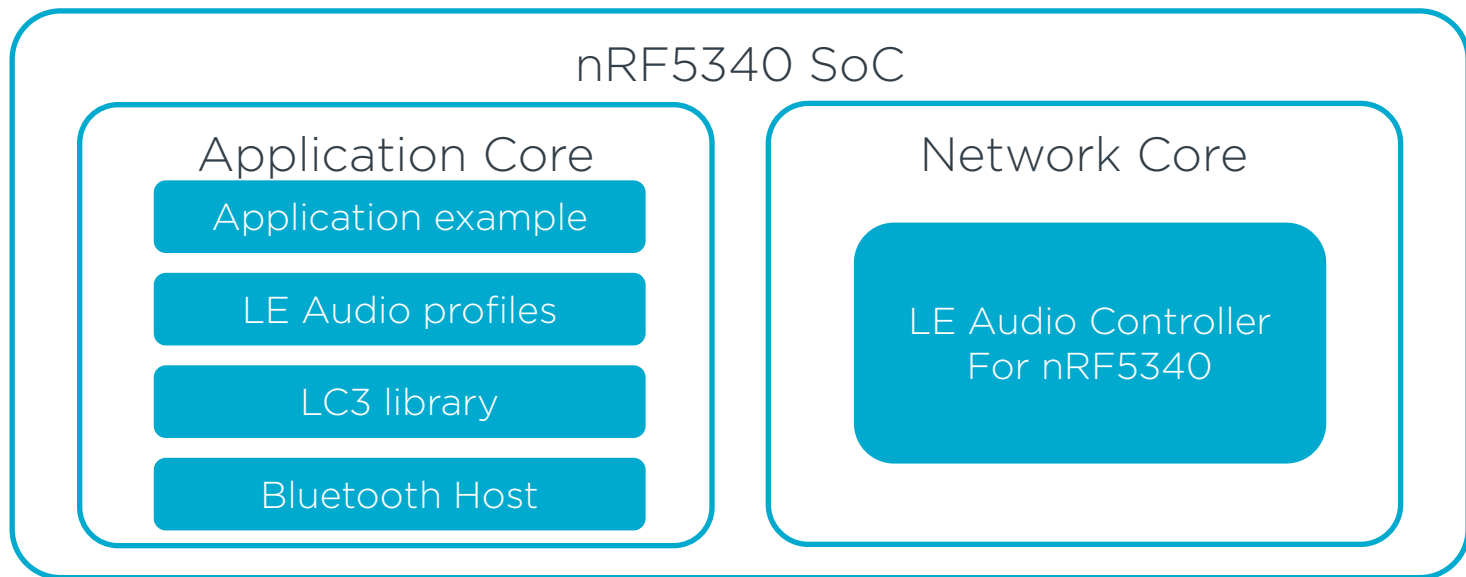 nRF5340 SoC
Application Core
Application example
LE Audio profiles
LC3 library
Bluetooth Host
Network Core
LE Audio Controller
For nRF5340